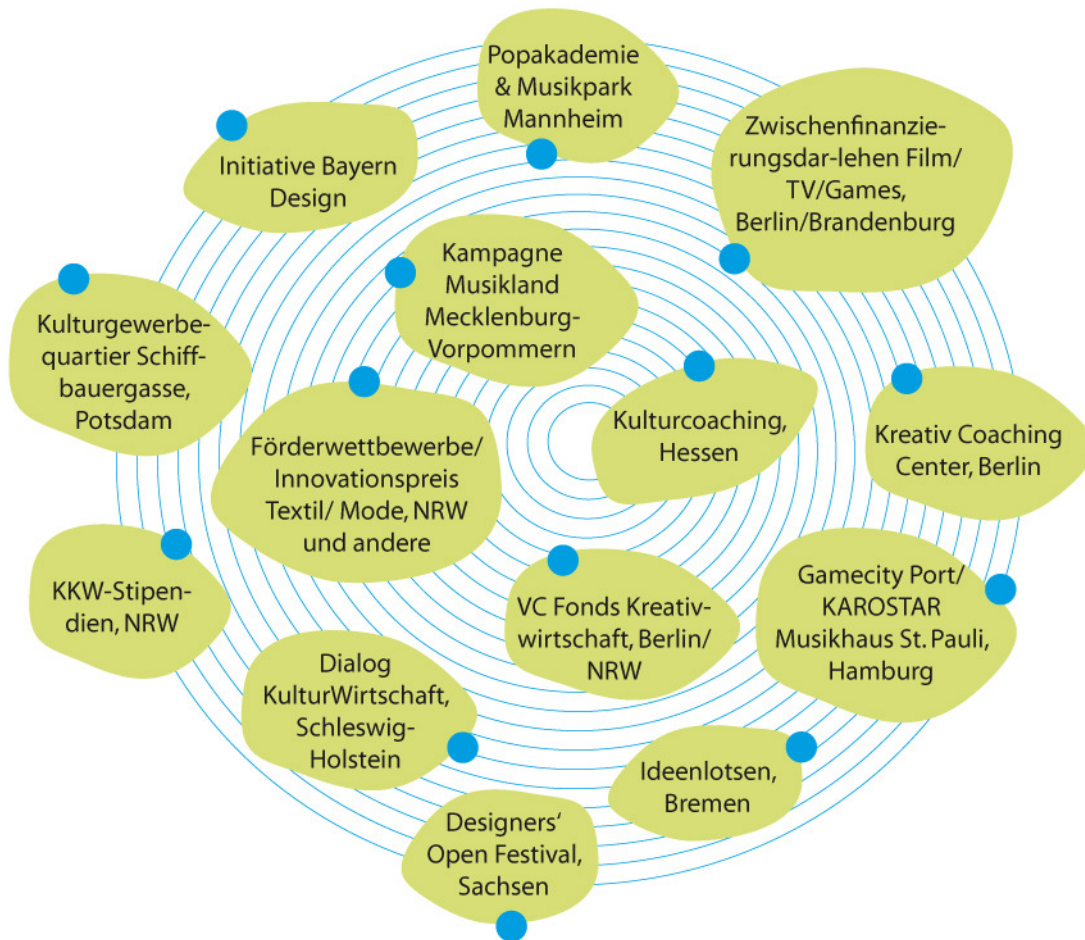 Popakademie
& Musikpark
Mannheim
Zwischenfinanzie-
rungsdar-lehen Film/
TV/Games,
Berlin/Brandenburg
Initiative Bayern
Design
Kampagne
Musikland
Mecklenburg-
Vorpommern
Kulturgewerbe-
quartier Schiff-
bauergasse,
Potsdam
Kulturcoaching,
Hessen
Kreativ Coaching
Center, Berlin
Förderwettbewerbe/
Innovationspreis
Textil/ Mode, NRW
und andere
KKW-Stipen-
dien, NRW
VC Fonds Kreativ-
wirtschaft, Berlin/
NRW
Gamecity Port/
KAROSTAR
Musikhaus St. Pauli,
Hamburg
Dialog
KulturWirtschaft,
Schleswig-
Holstein
Ideenlotsen,
Bremen
Designers‘
Open Festival,
Sachsen